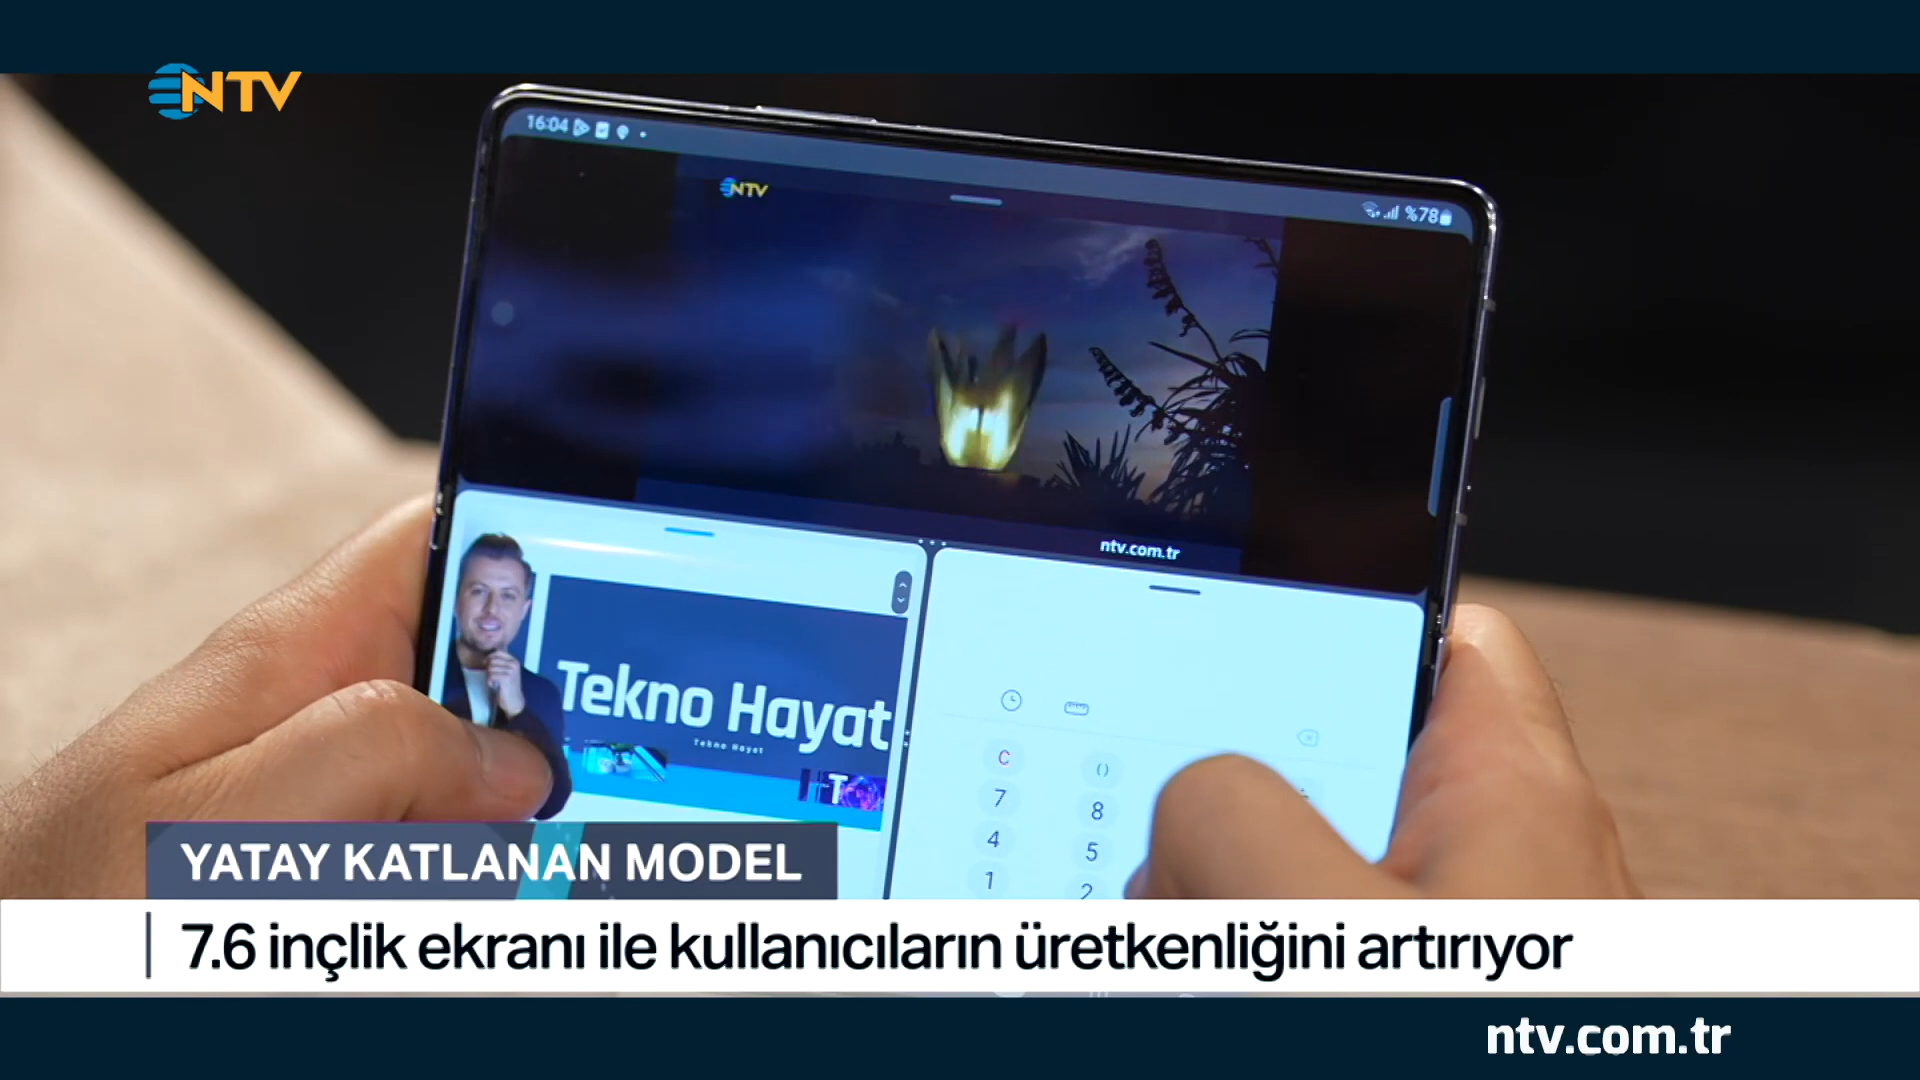 NTV
16:04
%78
NTV
ntv.com.tr
Tekno Hayat
Tekno Hayat
T
C ()
7 8
4 5
1 2
YATAY KATLANAN MODEL
7.6 inçlik ekranı ile kullanıcıların üretkenliğini artırıyor
ntv.com.tr